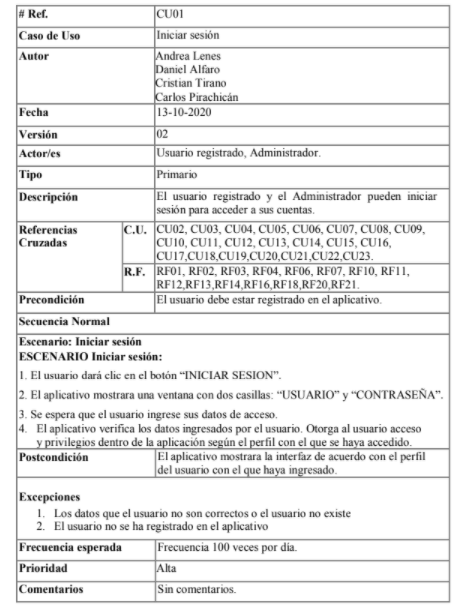 # Ref. CU01
Caso de Uso Iniciar sesión
Autor Andrea Lenes
Daniel Alfaro
Cristian Tirano
Carlos Pirachicán
Fecha 13-10-2020
Versión 02
Actor/es Usuario registrado, Administrador.
Tipo Primario
Descripción El usuario registrado y el Administrador pueden iniciar
sesión para acceder a sus cuentas.
Referencias Cruzadas C.U. CU02, CU03, CU04, CU05, CU06, CU07, CU08, CU09,
CU10, CU11, CU12, CU13, CU14, CU15, CU16,
CU17,CU18,CU19,CU20,CU21,CU22,CU23.
R.F. RF01, RF02, RF03, RF04, RF06, RF07, RF10, RF11,
RF12,RF13,RF14,RF16,RF18,RF20,RF21.
Precondición El usuario debe estar registrado en el aplicativo.
Secuencia Normal
Escenario: Iniciar sesión
ESCENARIO Iniciar sesión:
1. El usuario dará clic en el botón “INICIAR SESION”.
2. El aplicativo mostrara una ventana con dos casillas: “USUARIO” y “CONTRASEÑA”.
3. Se espera que el usuario ingrese sus datos de acceso.
4. El aplicativo verifica los datos ingresados por el usuario. Otorga al usuario acceso
y privilegios dentro de la aplicación según el perfil con el que se haya accedido.
Postcondición El aplicativo mostrara la interfaz de acuerdo con el perfil
del usuario con el que haya ingresado.
Excepciones
1. Los datos que el usuario no son correctos o el usuario no existe
2. El usuario no se ha registrado en el aplicativo
Frecuencia esperada Frecuencia 100 veces por día.
Prioridad Alta
Comentarios Sin comentarios.